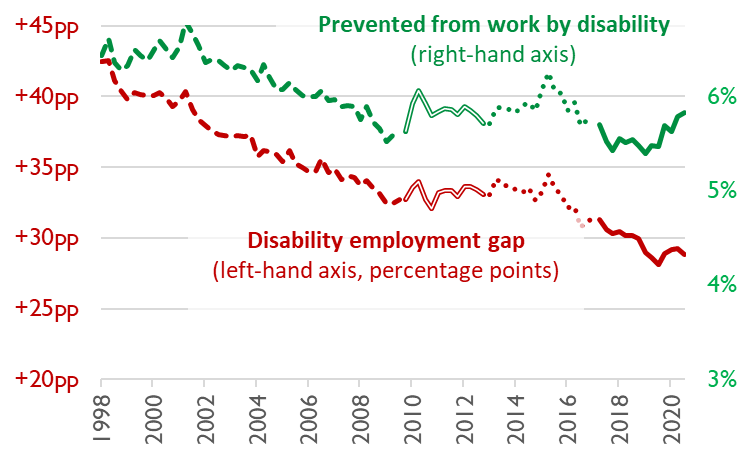 Prevented from work by disability
(right-hand axis)
+45PP
+40PP
+35PP
+30PP
+25PP
+20PP
6%
5%
4%
3%
Disability employment gap
(left-hand axis, percentage points)
1998
2000
2002
2004
2006
2008
2010
2012
2014
2016
2018
2020